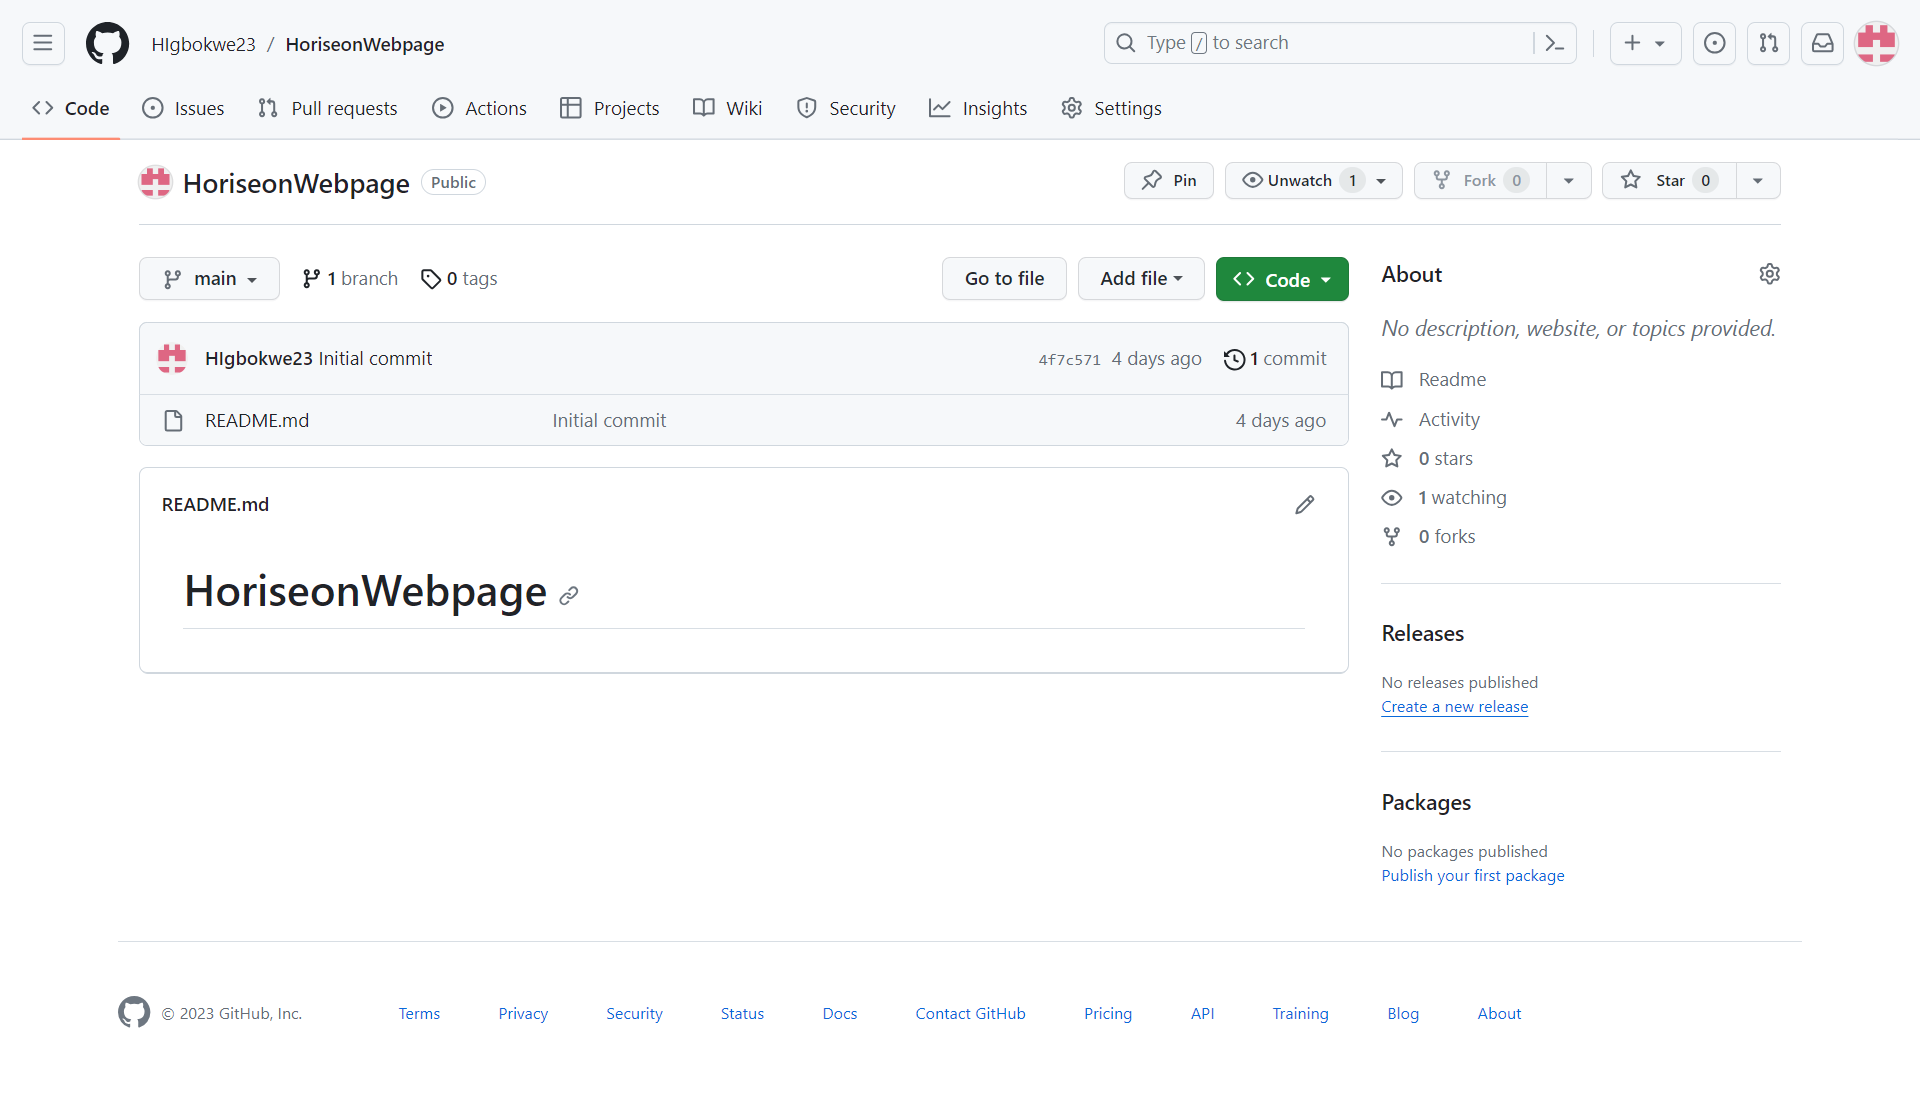 HIgbokwe23 / HoriseonWebpage
Type / to search
Code Issues Pull requests Actions Projects Wiki Security Insights Settings
HoriseonWebpage Public
Pin Unwatch 1 Fork 0 Star 0
main 1 branch 0 tags Go to file Add file Code
HIgbokwe23 Initial commit 4f7c571 4 days ago 1 commit
README.md Initial commit 4 days ago
README.md
HoriseonWebpage
About
No description, website, or topics provided.
Readme
Activity
0 stars
1 watching
0 forks
Releases
No releases published
Create a new release
Packages
No packages published
Publish your first package
© 2023 GitHub, Inc. Terms Privacy Security Status Docs Contact GitHub Pricing API Training Blog About